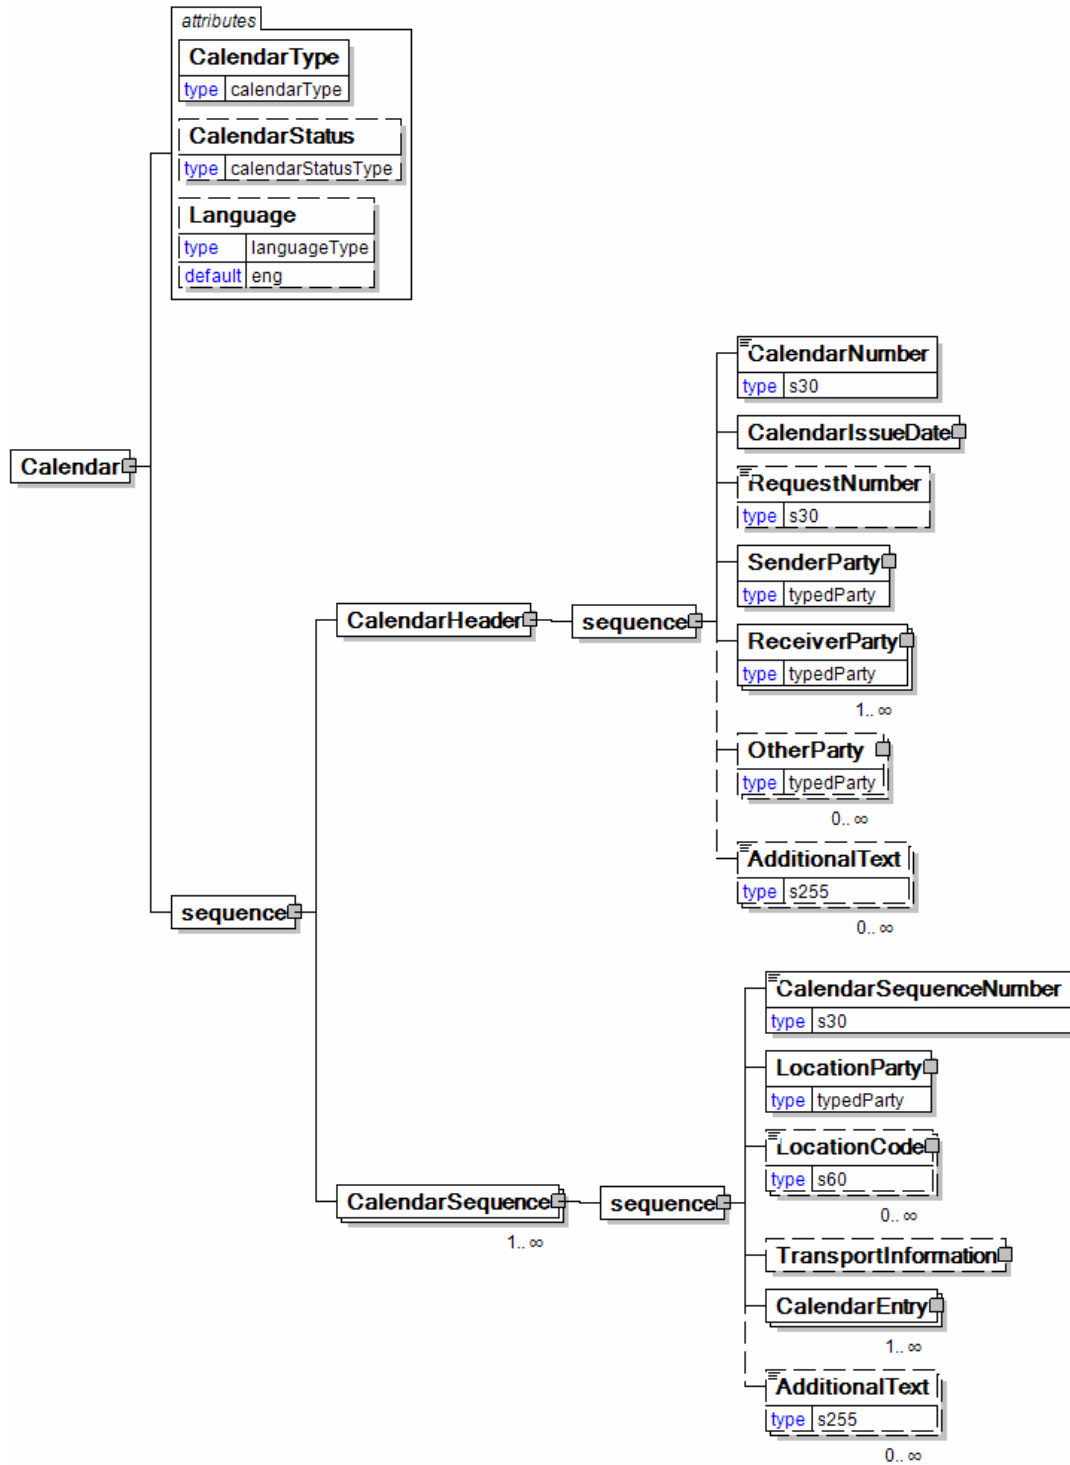 attributes
CalendarType
type calendarType
CalendarStatus
type calendarStatusType
Language
type languageType
default eng
CalendarNumber
type s30
CalendarIssueDate
Calendar
RequestNumber
type s30
SenderParty
type typedParty
CalendarHeader
sequence
ReceiverParty
type typedParty
1.. ∞
OtherParty
type typedParty
0.. ∞
AdditionalText
type s255
0.. ∞
sequence
CalendarSequenceNumber
type s30
LocationParty
type typedParty
LocationCode
type s60
0.. ∞
CalendarSequence
1.. ∞
sequence
TransportInformation
CalendarEntry
1.. ∞
AdditionalText
type s255
0.. ∞